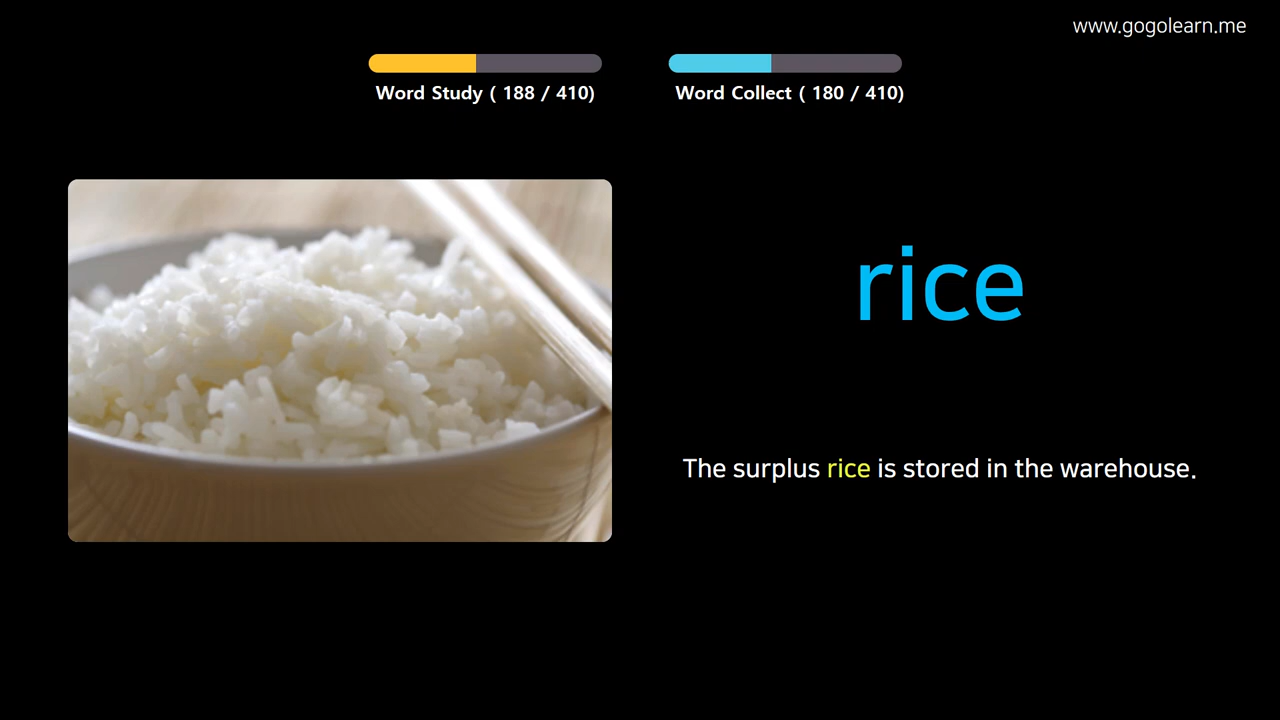 www.gogolearn.me
Word Study ( 188 / 410)
Word Collect ( 180 / 410)
rice
The surplus rice is stored in the warehouse.